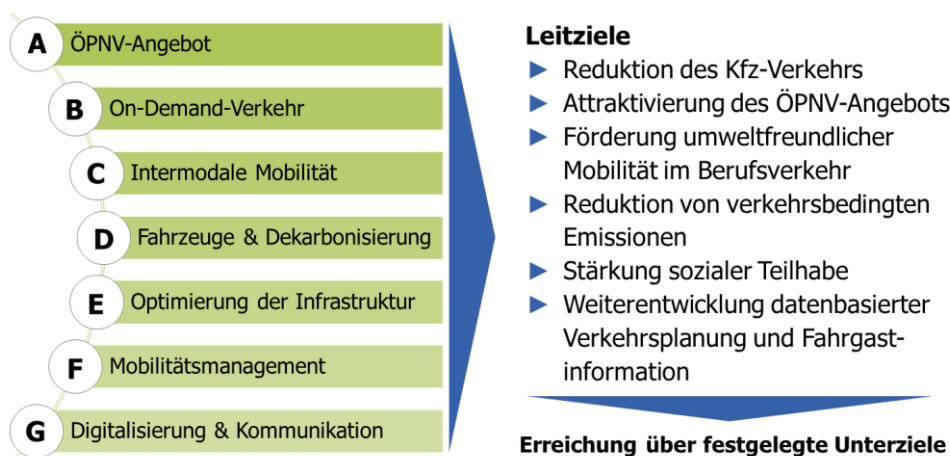 A ÖPNV-Angebot
B On-Demand-Verkehr
C Intermodale Mobilität
D Fahrzeuge & Dekarbonisierung
E Optimierung der Infrastruktur
F Mobilitätsmanagement
G Digitalisierung & Kommunikation
Leitziele
► Reduktion des Kfz-Verkehrs
► Attraktivierung des ÖPNV-Angebots
► Förderung umweltfreundlicher
Mobilität im Berufsverkehr
► Reduktion von verkehrsbedingten
Emissionen
► Stärkung sozialer Teilhabe
► Weiterentwicklung datenbasierter
Verkehrsplanung und Fahrgast-
information
Erreichung über festgelegte Unterziele